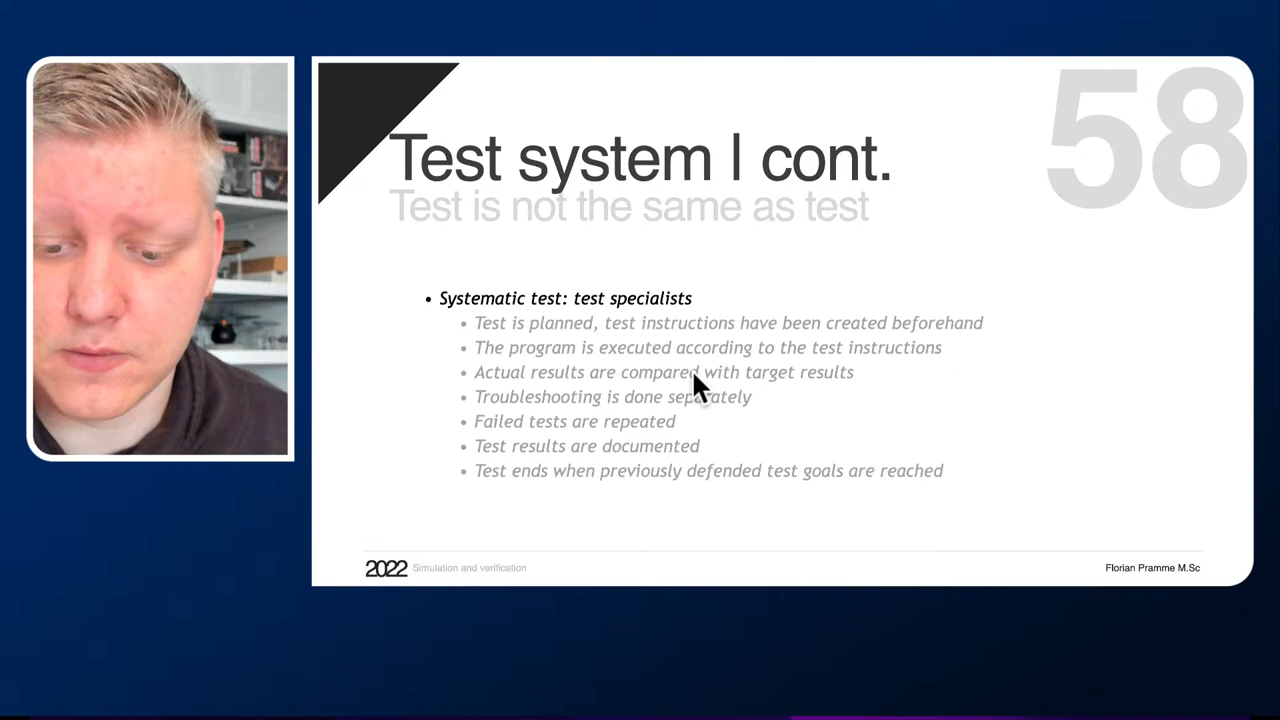 58
Test system I cont.
Test is not the same as test
• Systematic test: test specialists
• Test is planned, test instructions have been created beforehand
• The program is executed according to the test instructions
• Actual results are compared with target results
• Troubleshooting is done separately
• Failed tests are repeated
• Test results are documented
• Test ends when previously defended test goals are reached
2022 Simulation and verification
Florian Pramme M.Sc